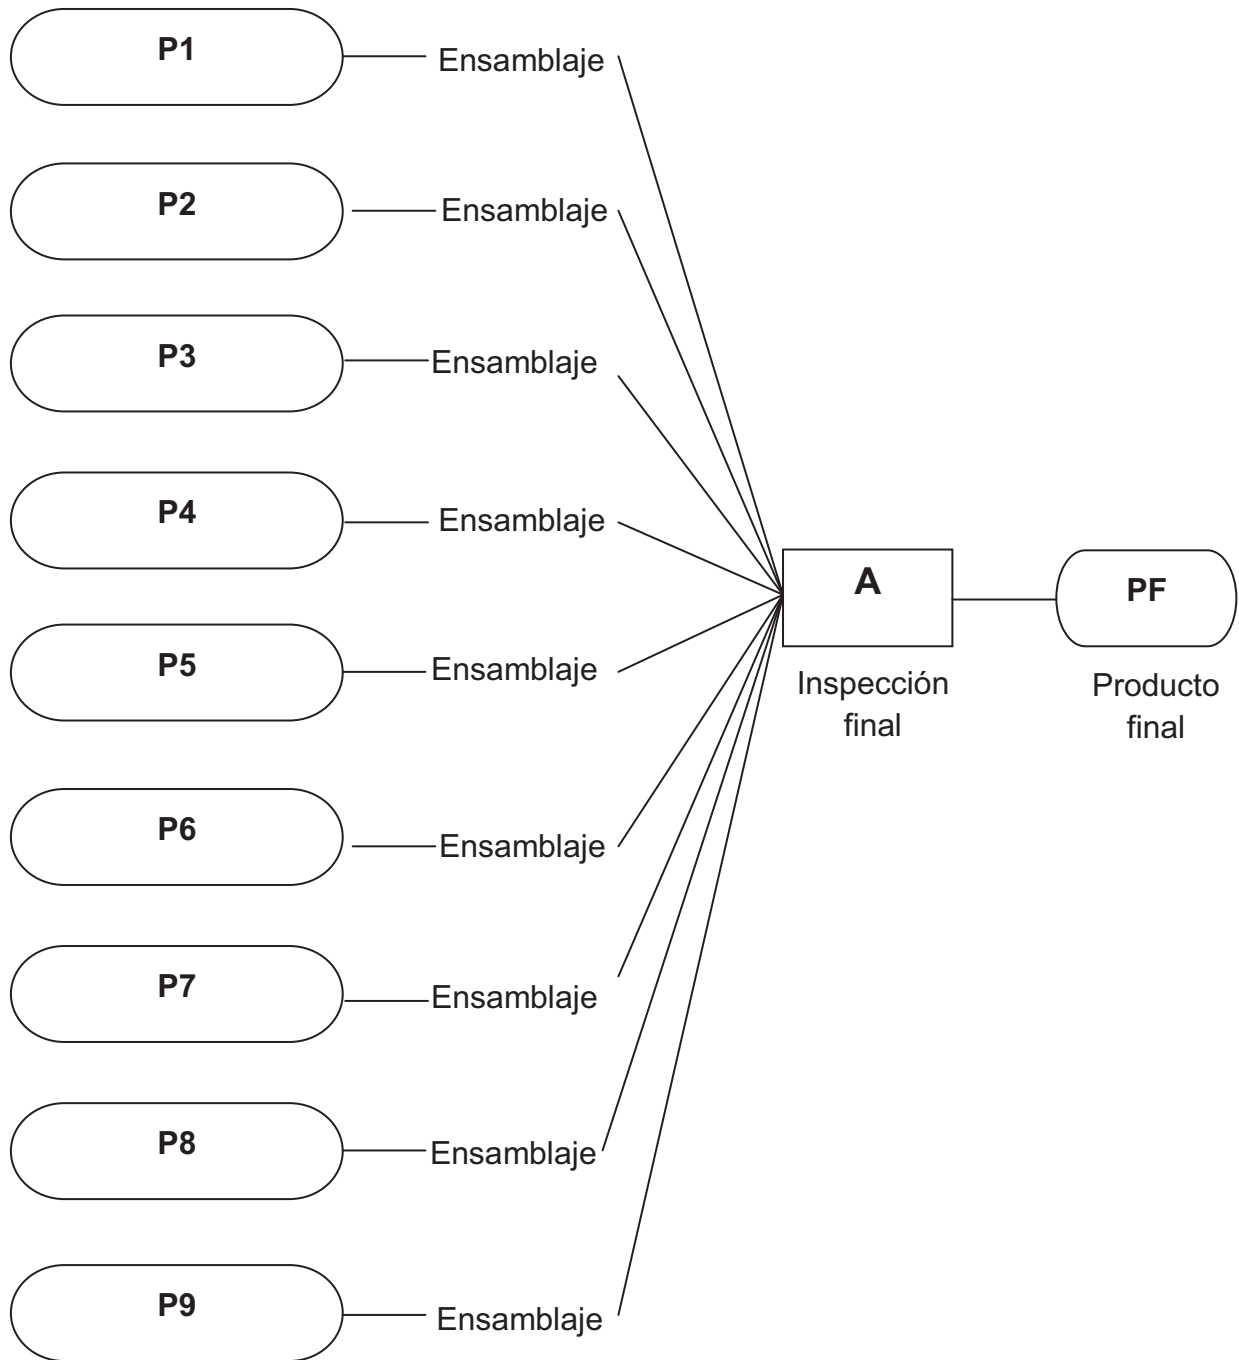 P1
Ensamblaje
P2
Ensamblaje
P3
Ensamblaje
P4
Ensamblaje
P5
Ensamblaje
P6
Ensamblaje
P7
Ensamblaje
P8
Ensamblaje
P9
Ensamblaje
A
Inspección
final
PF
Producto
final